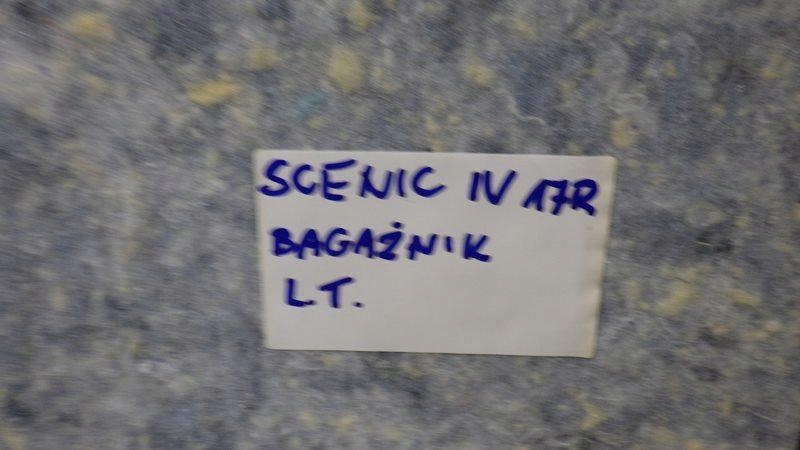 SCENIC IV 17R
BAGAŻNIK
LT.